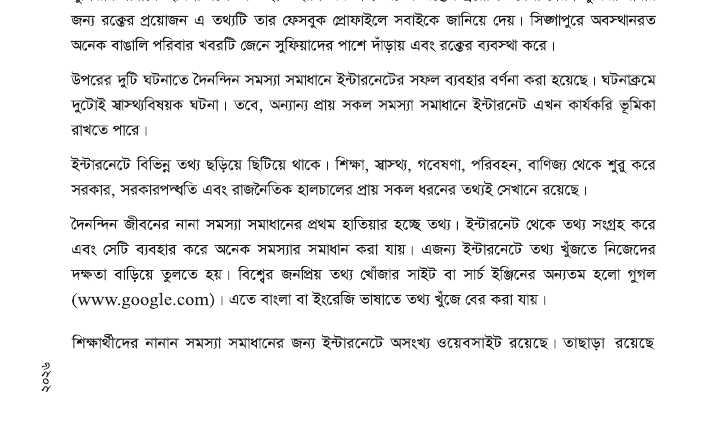 জন্য রক্তের প্রয়োজন এ তথ্যটি তার ফেসবুক প্রোফাইলে সবাইকে জানিয়ে দেয়। সিঙ্গাপুরে অবস্থানরত
অনেক বাঙালি পরিবার খবরটি জেনে সুফিয়াদের পাশে দাঁড়ায় এবং রক্তের ব্যবস্থা করে।
উপরের দুটি ঘটনাতে দৈনন্দিন সমস্যা সমাধানে ইন্টারনেটের সফল ব্যবহার বর্ণনা করা হয়েছে। ঘটনাক্রমে
দুটোই স্বাস্থ্যবিষয়ক ঘটনা। তবে, অন্যান্য প্রায় সকল সমস্যা সমাধানে ইন্টারনেট এখন কার্যকরি ভূমিকা
রাখতে পারে।
ইন্টারনেটে বিভিন্ন তথ্য ছড়িয়ে ছিটিয়ে থাকে। শিক্ষা, স্বাস্থ্য, গবেষণা, পরিবহন, বাণিজ্য থেকে শুরু করে
সরকার, সরকারপদ্ধতি এবং রাজনৈতিক হালচালের প্রায় সকল ধরনের তথ্যই সেখানে রয়েছে।
দৈনন্দিন জীবনের নানা সমস্যা সমাধানের প্রথম হাতিয়ার হচ্ছে তথ্য। ইন্টারনেট থেকে তথ্য সংগ্রহ করে
এবং সেটি ব্যবহার করে অনেক সমস্যার সমাধান করা যায়। এজন্য ইন্টারনেটে তথ্য খুঁজতে নিজেদের
দক্ষতা বাড়িয়ে তুলতে হয়। বিশ্বের জনপ্রিয় তথ্য খোঁজার সাইট বা সার্চ ইঞ্জিনের অন্যতম হলো গুগল
(www.google.com)। এতে বাংলা বা ইংরেজি ভাষাতে তথ্য খুঁজে বের করা যায়।
শিক্ষার্থীদের নানান সমস্যা সমাধানের জন্য ইন্টারনেটে অসংখ্য ওয়েবসাইট রয়েছে। তাছাড়া রয়েছে
২০২৬